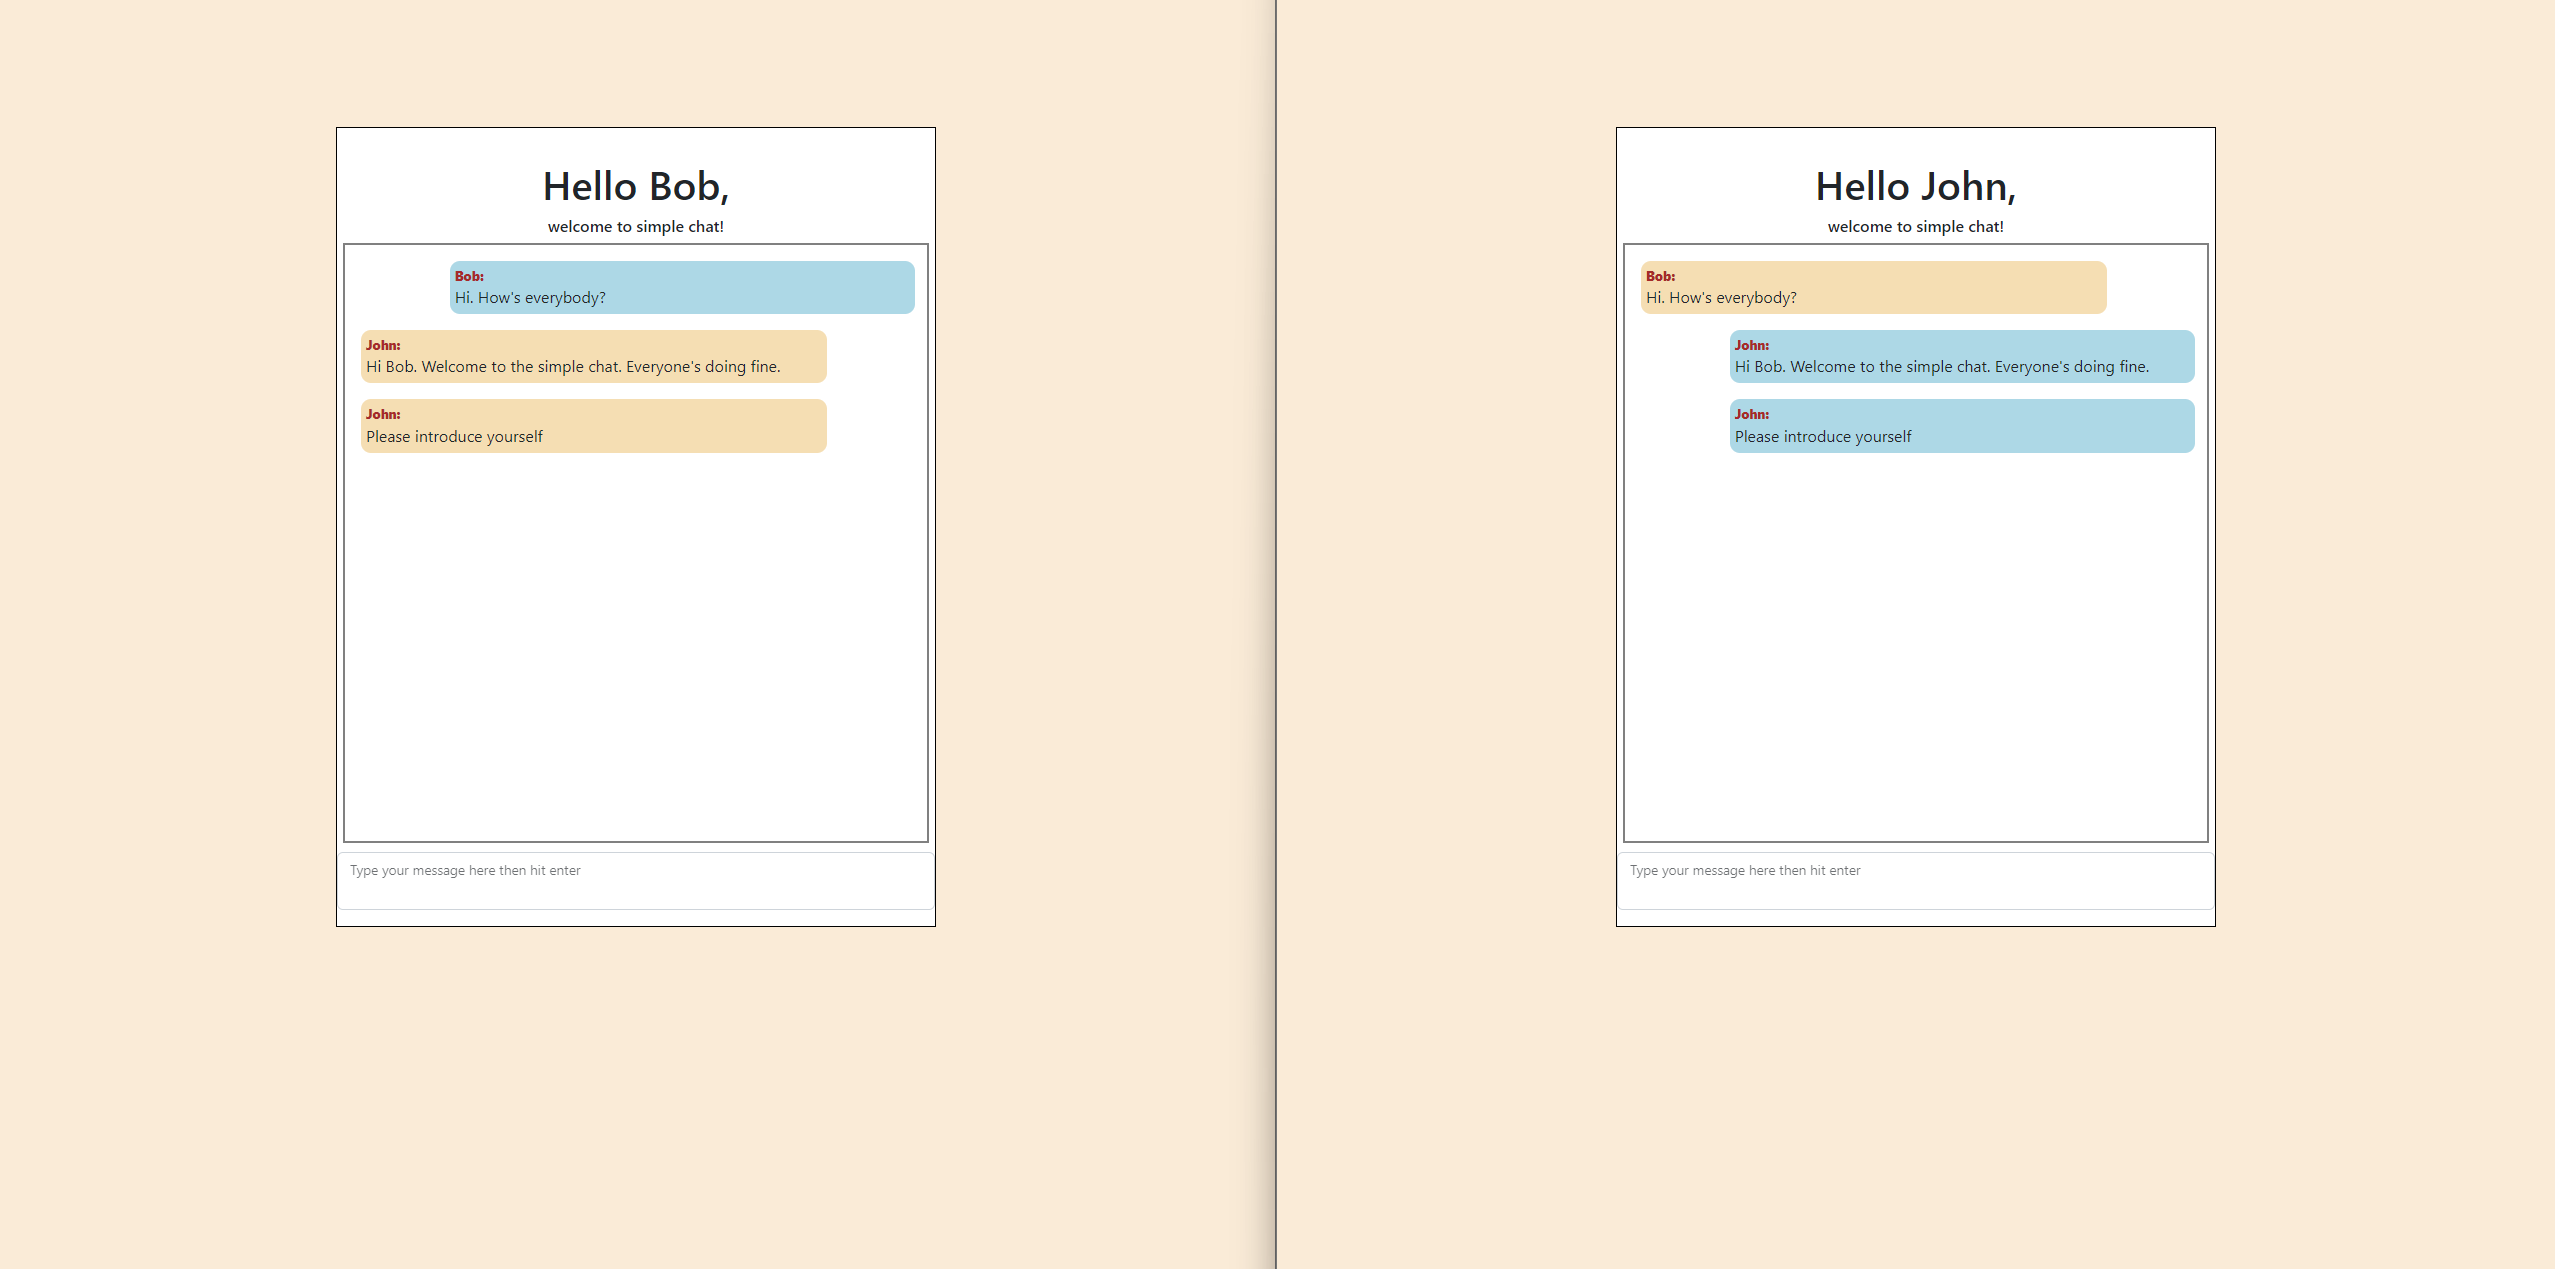 Hello Bob,
welcome to simple chat!
Bob:
Hi. How's everybody?
John:
Hi Bob. Welcome to the simple chat. Everyone's doing fine.
John:
Please introduce yourself
Type your message here then hit enter
Hello John,
welcome to simple chat!
Bob:
Hi. How's everybody?
John:
Hi Bob. Welcome to the simple chat. Everyone's doing fine.
John:
Please introduce yourself
Type your message here then hit enter